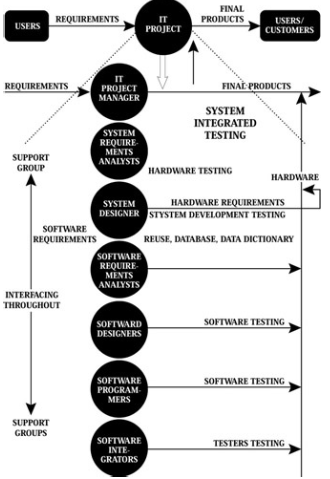 USERS
REQUIREMENTS
IT
PROJECT
FINAL
PRODUCTS
USERS/
CUSTOMERS
REQUIREMENTS
IT
PROJECT
MANAGER
FINAL PRODUCTS
SYSTEM
INTEGRATED
TESTING
SYSTEM
REQUIRE-
MENTS
ANALYSTS
SUPPORT
GROUP
HARDWARE TESTING
HARDWARE
SYSTEM
DESIGNER
HARDWARE REQUIREMENTS
STYSTEM DEVELOPMENT TESTING
SOFTWARE
REQUIREMENTS
REUSE, DATABASE, DATA DICTIONARY
SOFTWARE
REQUIRE-
MENTS
ANALYSTS
INTERFACING
THROUGHOUT
SOFTWARD
DESIGNERS
SOFTWARE TESTING
SOFTWARE
PROGRAM-
MERS
SOFTWARE TESTING
SUPPORT
GROUPS
SOFTWARE
INTE-
GRATORS
TESTERS TESTING